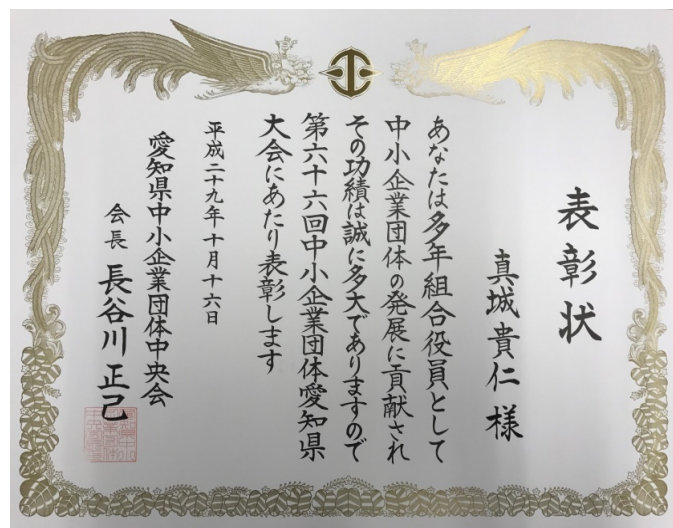 表彰状
真城貴仁様
あなたは多年組合役員として
中小企業団体の発展に貢献され
その功績は誠に多大でありますので
第六十六回中小企業団体愛知県
大会にあたり表彰します
平成二十九年十月十六日
愛知県中小企業団体中央会
会長 長谷川正己